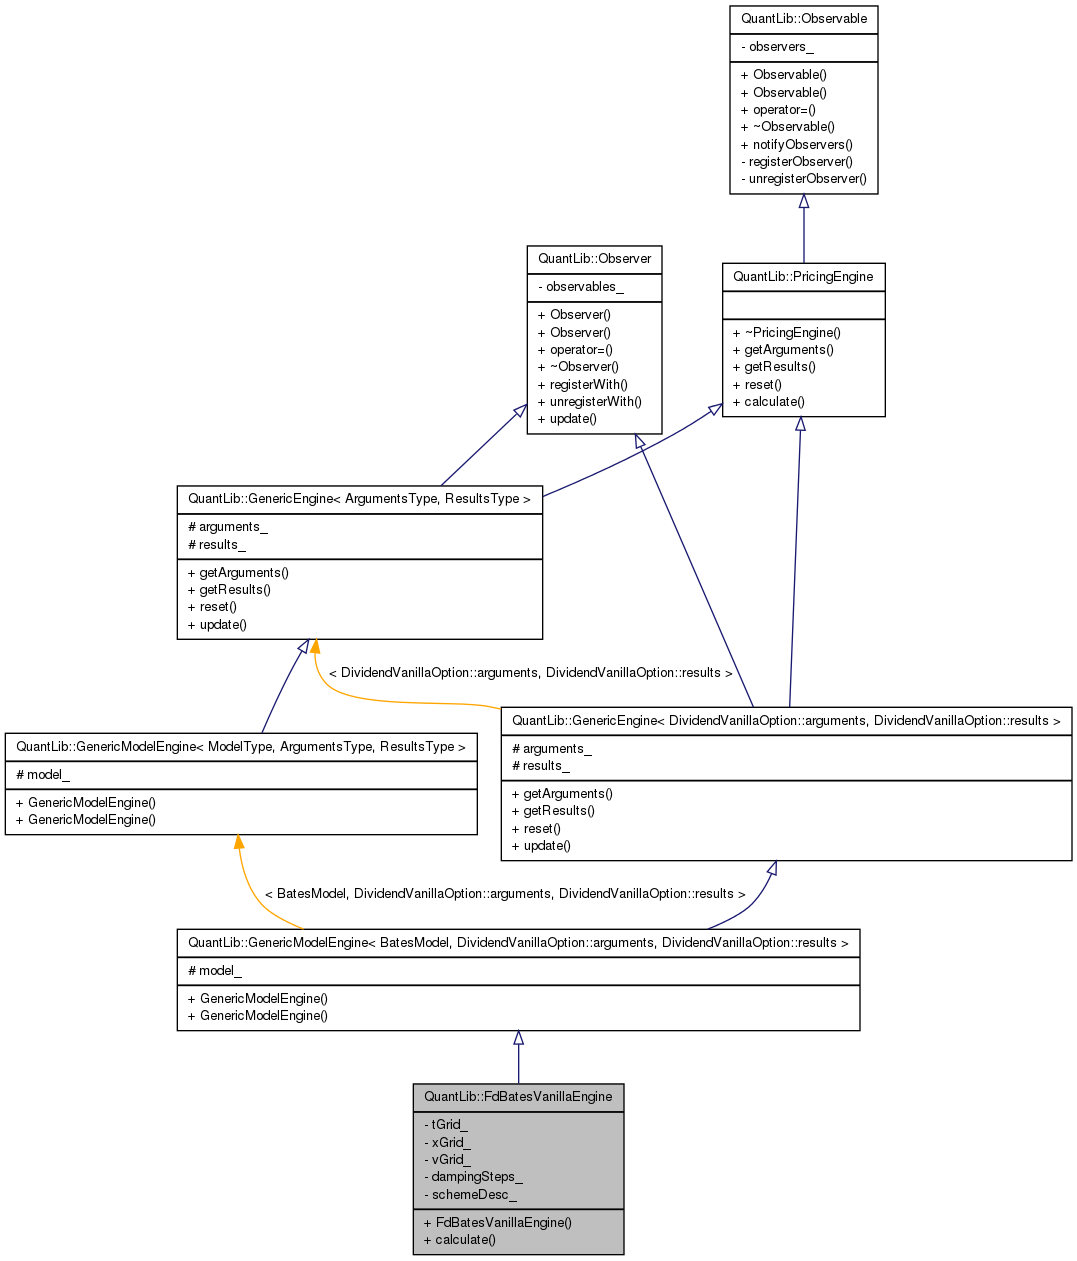 QuantLib::Observable
- observers_
+ Observable()
+ Observable()
+ operator=()
+ ~Observable()
+ notifyObservers()
- registerObserver()
- unregisterObserver()
QuantLib::Observer
- observables_
+ Observer()
+ Observer()
+ operator=()
+ ~Observer()
+ registerWith()
+ unregisterWith()
+ update()
QuantLib::PricingEngine
+ ~PricingEngine()
+ getArguments()
+ getResults()
+ reset()
+ calculate()
QuantLib::GenericEngine< ArgumentsType, ResultsType >
# arguments_
# results_
+ getArguments()
+ getResults()
+ reset()
+ update()
< DividendVanillaOption::arguments, DividendVanillaOption::results >
QuantLib::GenericModelEngine< ModelType, ArgumentsType, ResultsType >
# model_
+ GenericModelEngine()
+ GenericModelEngine()
QuantLib::GenericEngine< DividendVanillaOption::arguments, DividendVanillaOption::results >
# arguments_
# results_
+ getArguments()
+ getResults()
+ reset()
+ update()
< BatesModel, DividendVanillaOption::arguments, DividendVanillaOption::results >
QuantLib::GenericModelEngine< BatesModel, DividendVanillaOption::arguments, DividendVanillaOption::results >
# model_
+ GenericModelEngine()
+ GenericModelEngine()
QuantLib::FdBatesVanillaEngine
- tGrid_
- xGrid_
- vGrid_
- dampingSteps_
- schemeDesc_
+ FdBatesVanillaEngine()
+ calculate()